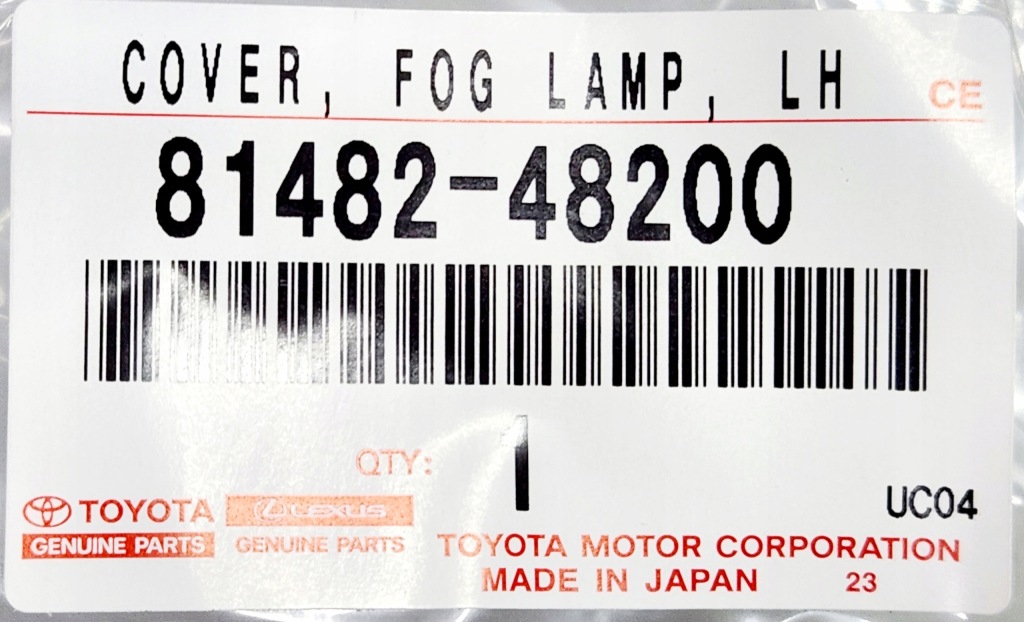 COVER, FOG LAMP, LH
CE
81482-48200
QTY: 1
UC04
TOYOTA
LEXUS
GENUINE PARTS
GENUINE PARTS
TOYOTA MOTOR CORPORATION
MADE IN JAPAN 23